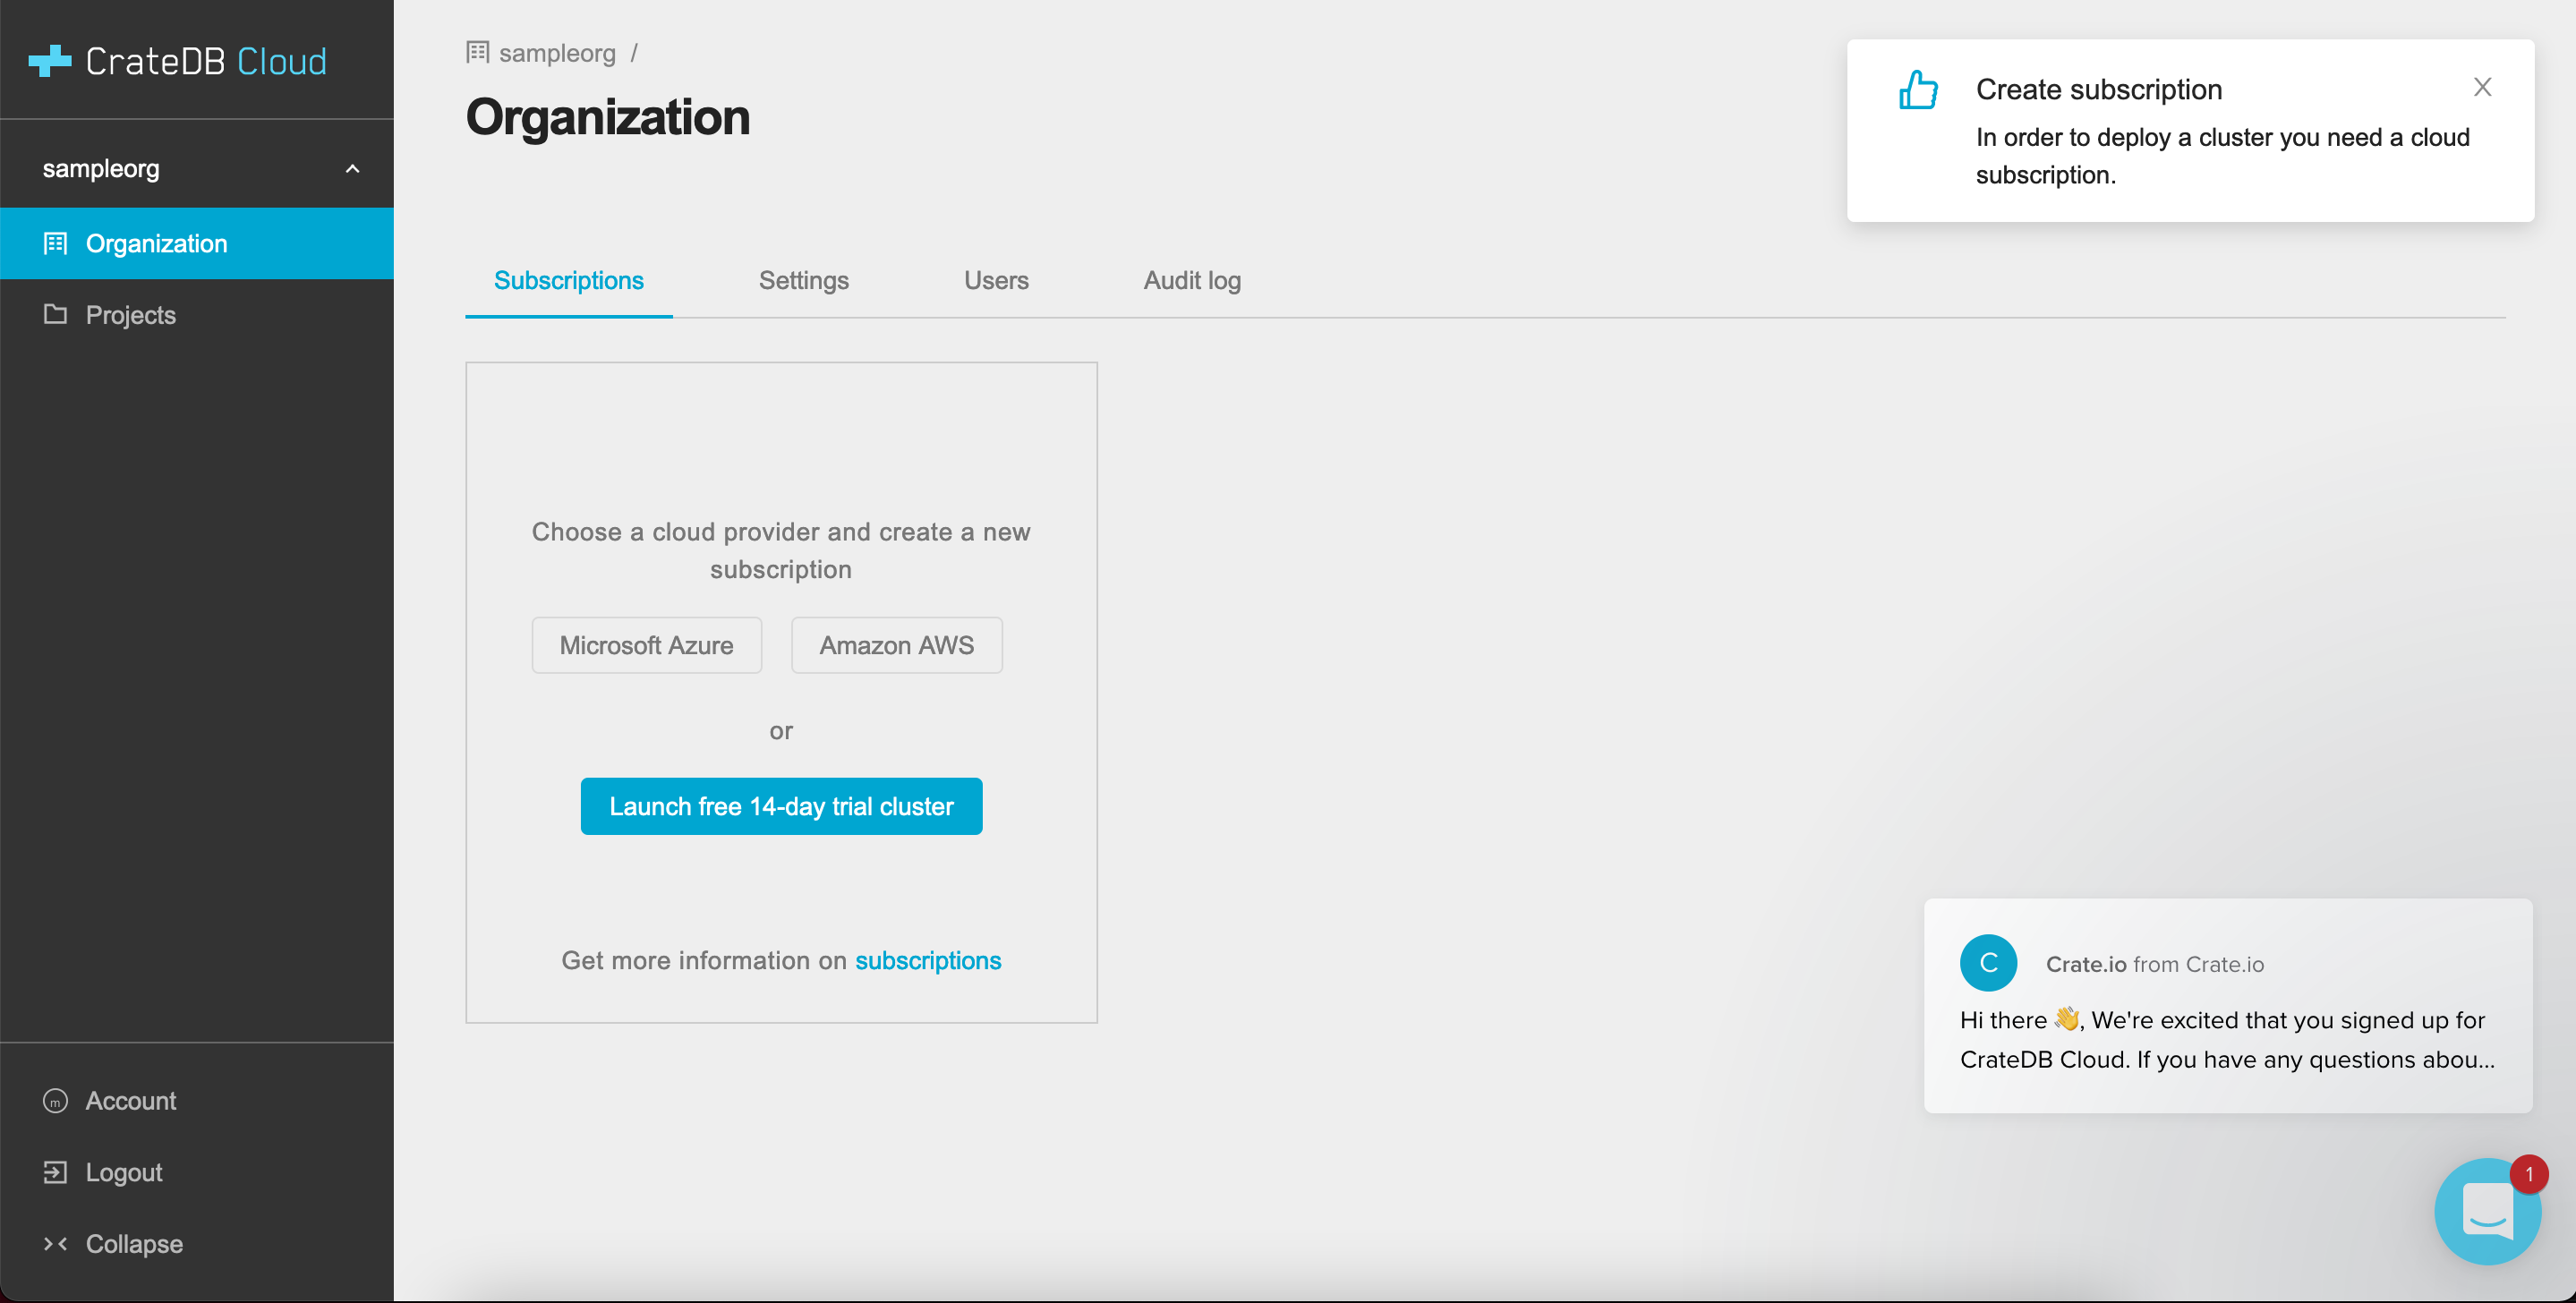 CrateDB Cloud
sampleorg
Organization
Projects
Account
Logout
Collapse
sampleorg /
Organization
Create subscription
In order to deploy a cluster you need a cloud
subscription.
Subscriptions Settings Users Audit log
Choose a cloud provider and create a new
subscription
Microsoft Azure Amazon AWS
or
Launch free 14-day trial cluster
Get more information on subscriptions
C
Crate.io from Crate.io
Hi there 👋, We're excited that you signed up for
CrateDB Cloud. If you have any questions abou...
1